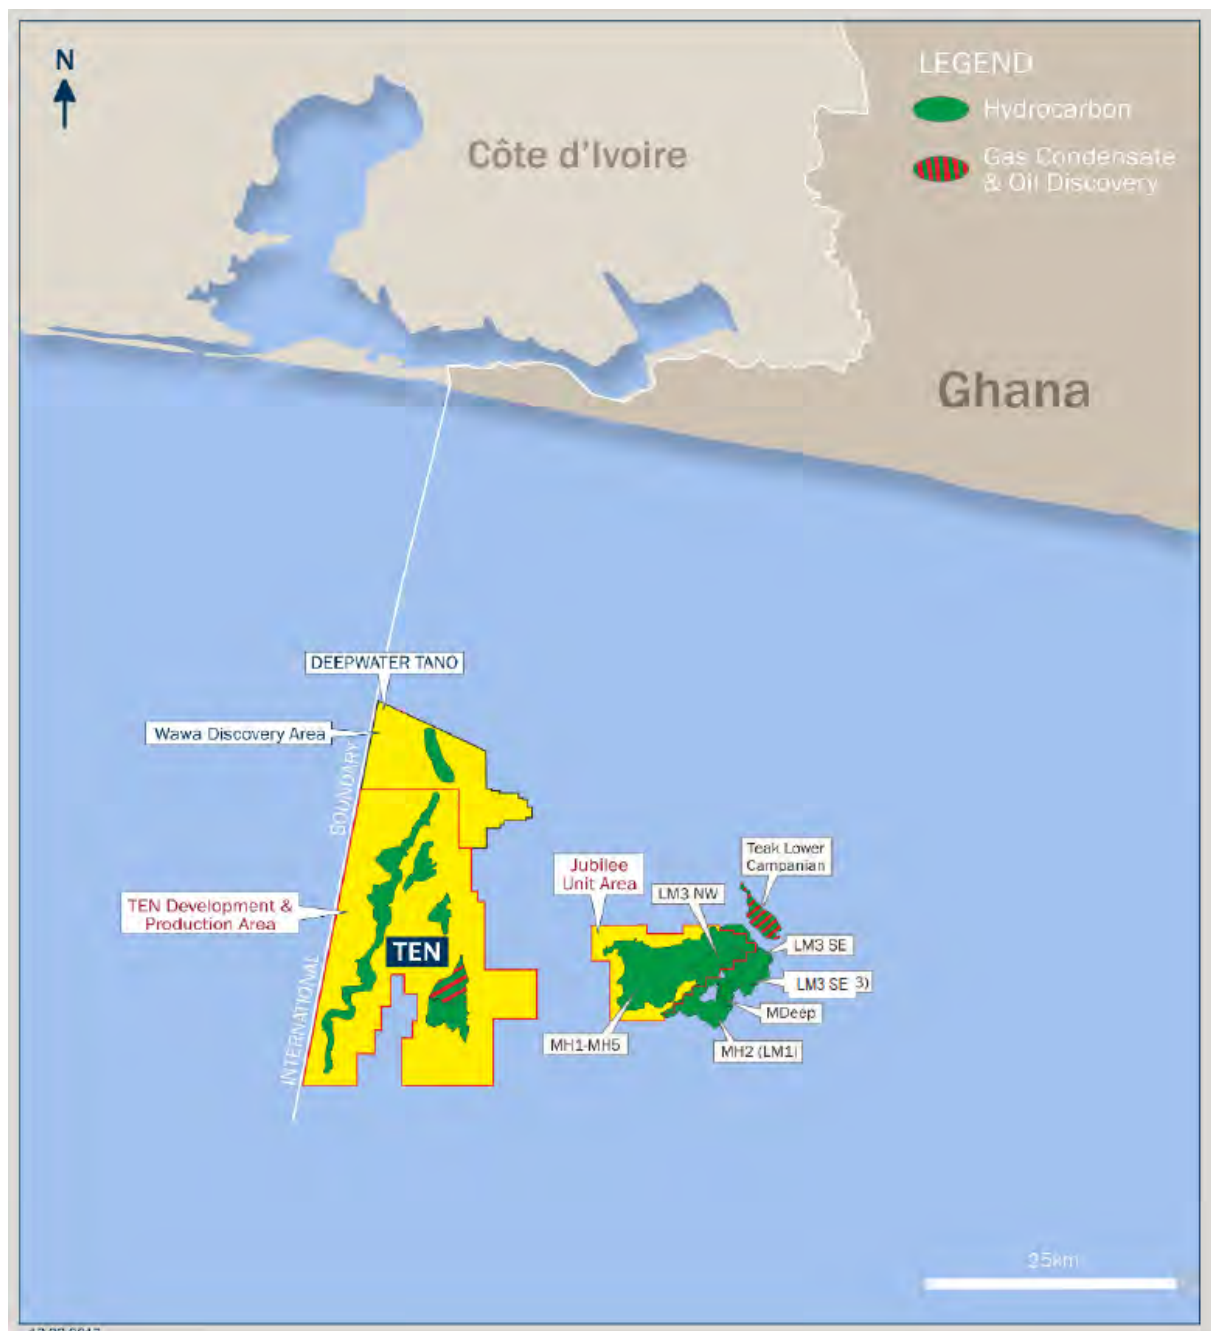 N
Côte d'Ivoire
LEGEND
Hydrocarbon
Gas Condensate
& Oil Discovery
Ghana
DEEPWATER TANO
Wawa Discovery Area
BOUNDARY
INTERNATIONAL
TEN Development &
Production Area
TEN
Jubilee
Unit Area
LM3 NW
Teak Lower
Campanian
LM3 SE
LM3 SE 3)
MDeep
MH2 (LM1)
MH1-MH5
25km